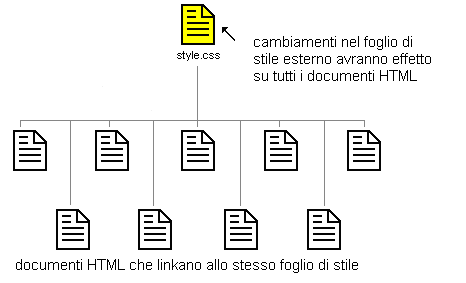 style.css
cambiamenti nel foglio di
stile esterno avranno effetto
su tutti i documenti HTML
documenti HTML che linkano allo stesso foglio di stile